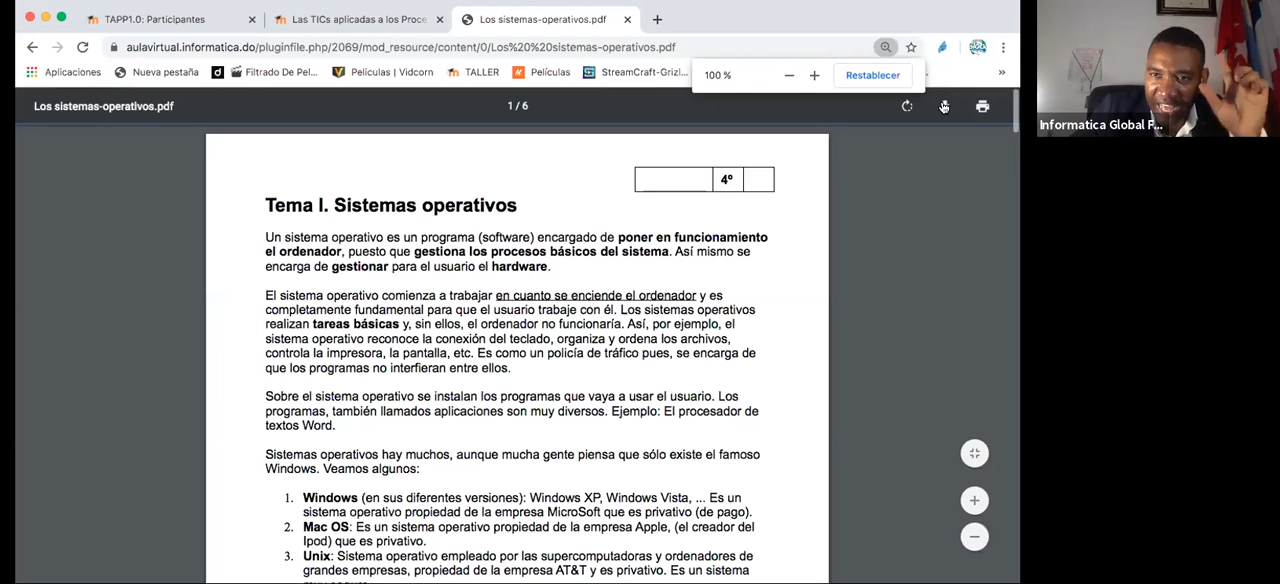 TAPP1.0: Participantes
Las TICs aplicadas a los Proce
Los sistemas-operativos.pdf
aulavirtual.informatica.do/pluginfile.php/2069/mod_resource/content/0/Los%20%20sistemas-operativos.pdf
Aplicaciones
Nueva pestaña
Filtrado De Pel...
Peliculas | Vidcorn
TALLER
Películas
StreamCraft-Grizl...
»
100 %
Restablecer
Los sistemas-operativos.pdf
1 / 6
Informatica Global F...
4º
Tema I. Sistemas operativos
Un sistema operativo es un programa (software) encargado de poner en funcionamiento
el ordenador, puesto que gestiona los procesos básicos del sistema. Así mismo se
encarga de gestionar para el usuario el hardware.
El sistema operativo comienza a trabajar en cuanto se enciende el ordenador y es
completamente fundamental para que el usuario trabaje con él. Los sistemas operativos
realizan tareas básicas y, sin ellos, el ordenador no funcionaría. Así, por ejemplo, el
sistema operativo reconoce la conexión del teclado, organiza y ordena los archivos,
controla la impresora, la pantalla, etc. Es como un policía de tráfico pues, se encarga de
que los programas no interfieran entre ellos.
Sobre el sistema operativo se instalan los programas que vaya a usar el usuario. Los
programas, también llamados aplicaciones son muy diversos. Ejemplo: El procesador de
textos Word.
Sistemas operativos hay muchos, aunque mucha gente piensa que sólo existe el famoso
Windows. Veamos algunos:
1. Windows (en sus diferentes versiones): Windows XP, Windows Vista, ... Es un
sistema operativo propiedad de la empresa MicroSoft que es privativo (de pago).
2. Mac OS: Es un sistema operativo propiedad de la empresa Apple, (el creador del
Ipod) que es privativo.
3. Unix: Sistema operativo empleado por las supercomputadoras y ordenadores de
grandes empresas, propiedad de la empresa AT&T y es privativo. Es un sistema